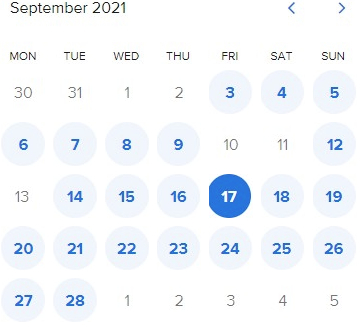 September 2021
MON TUE WED THU FRI SAT SUN
30 31 1 2 3 4 5
6 7 8 9 10 11 12
13 14 15 16 17 18 19
20 21 22 23 24 25 26
27 28 1 2 3 4 5